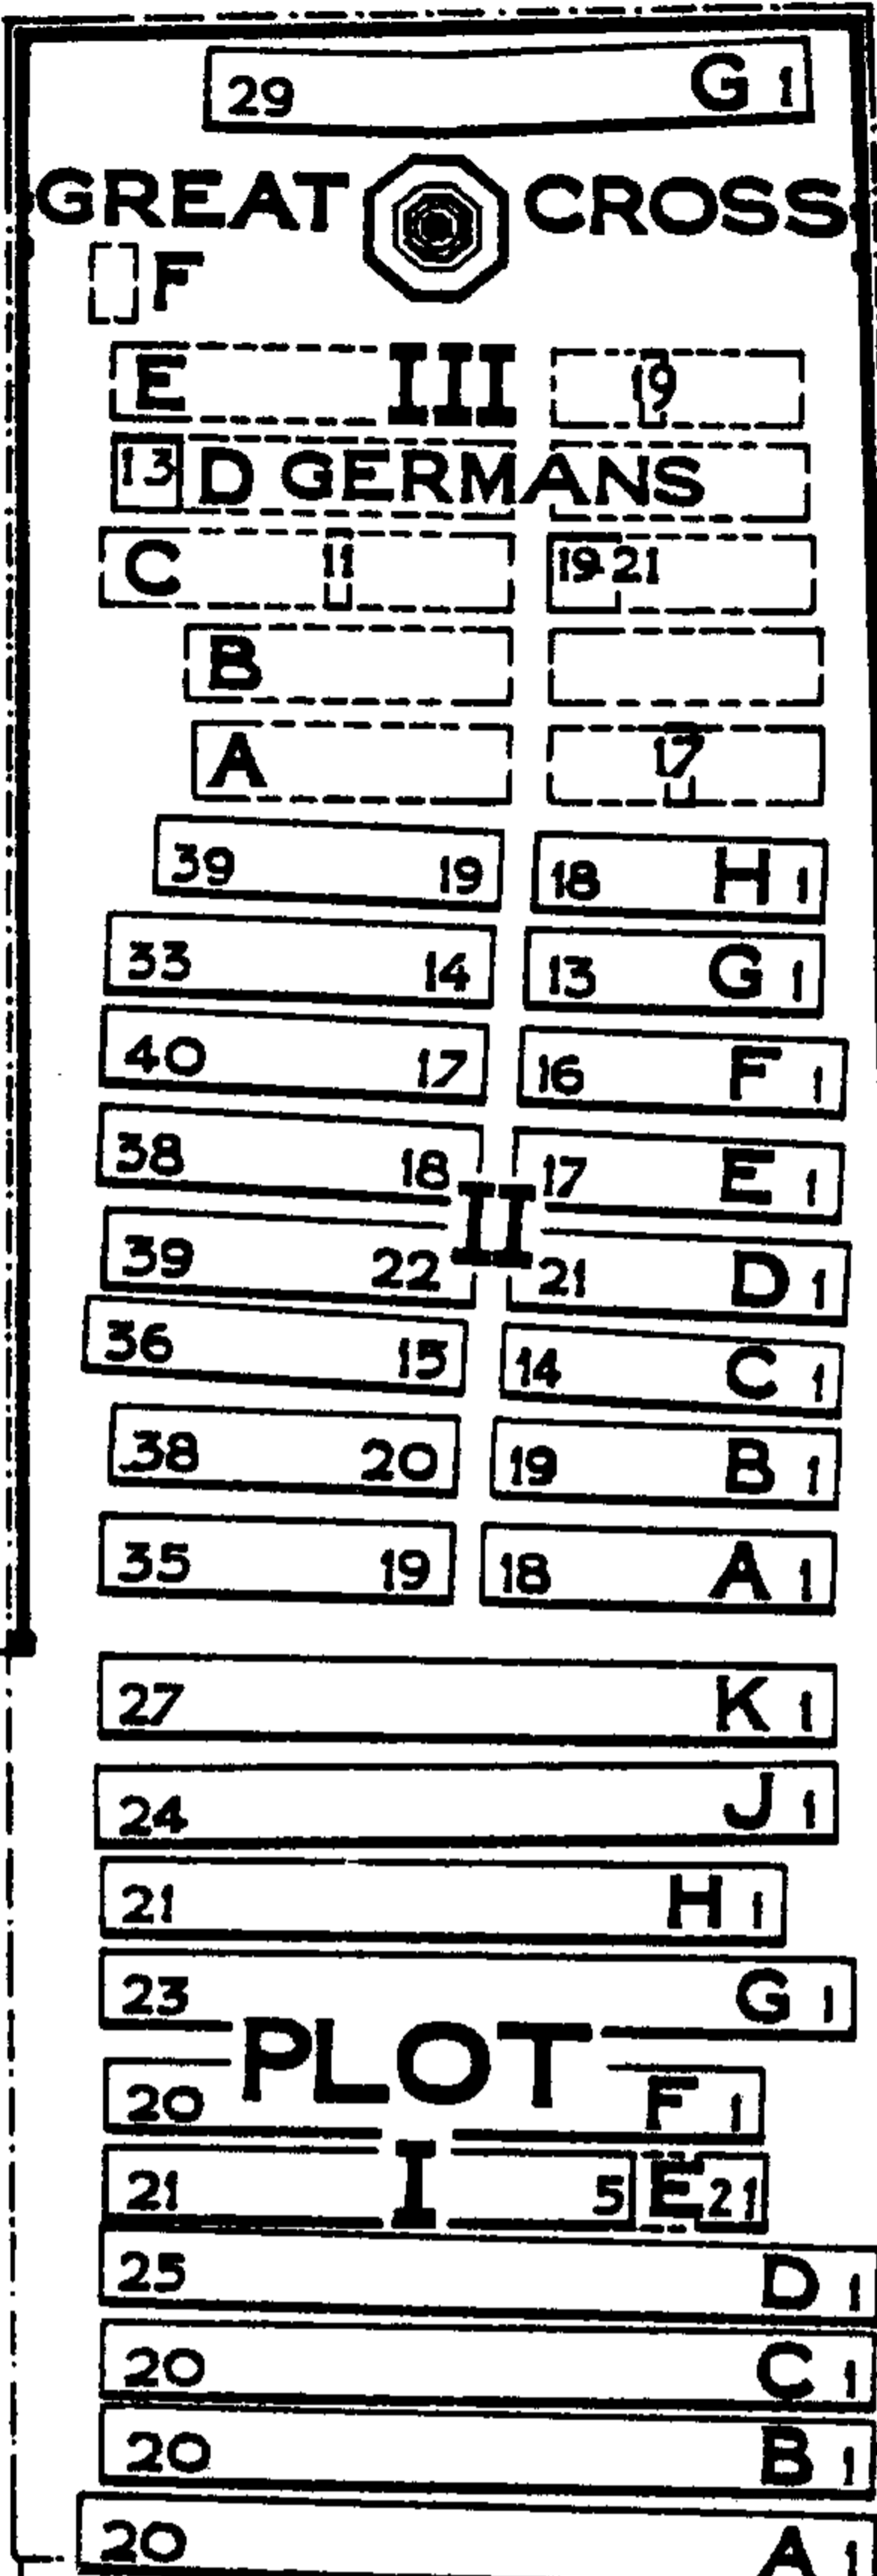 29 G 1
GREAT CROSS
F
E III 19
13 D GERMANS
C 11 19-21
B
A 17
39 19 18 H 1
33 14 13 G 1
40 17 16 F 1
38 18 17 E 1
II
39 22 21 D 1
36 15 14 C 1
38 20 19 B 1
35 19 18 A 1
27 K 1
24 J 1
21 H 1
23 G 1
PLOT
20 F 1
21 I 5 E 21
25 D 1
20 C 1
20 B 1
20 A 1